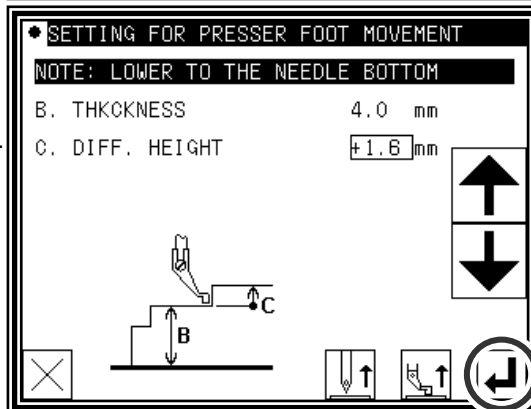 SETTING FOR PRESSER FOOT MOVEMENT
NOTE: LOWER TO THE NEEDLE BOTTOM
B. THKCKNESS 4.0 mm
C. DIFF. HEIGHT +1.6 mm
C
B